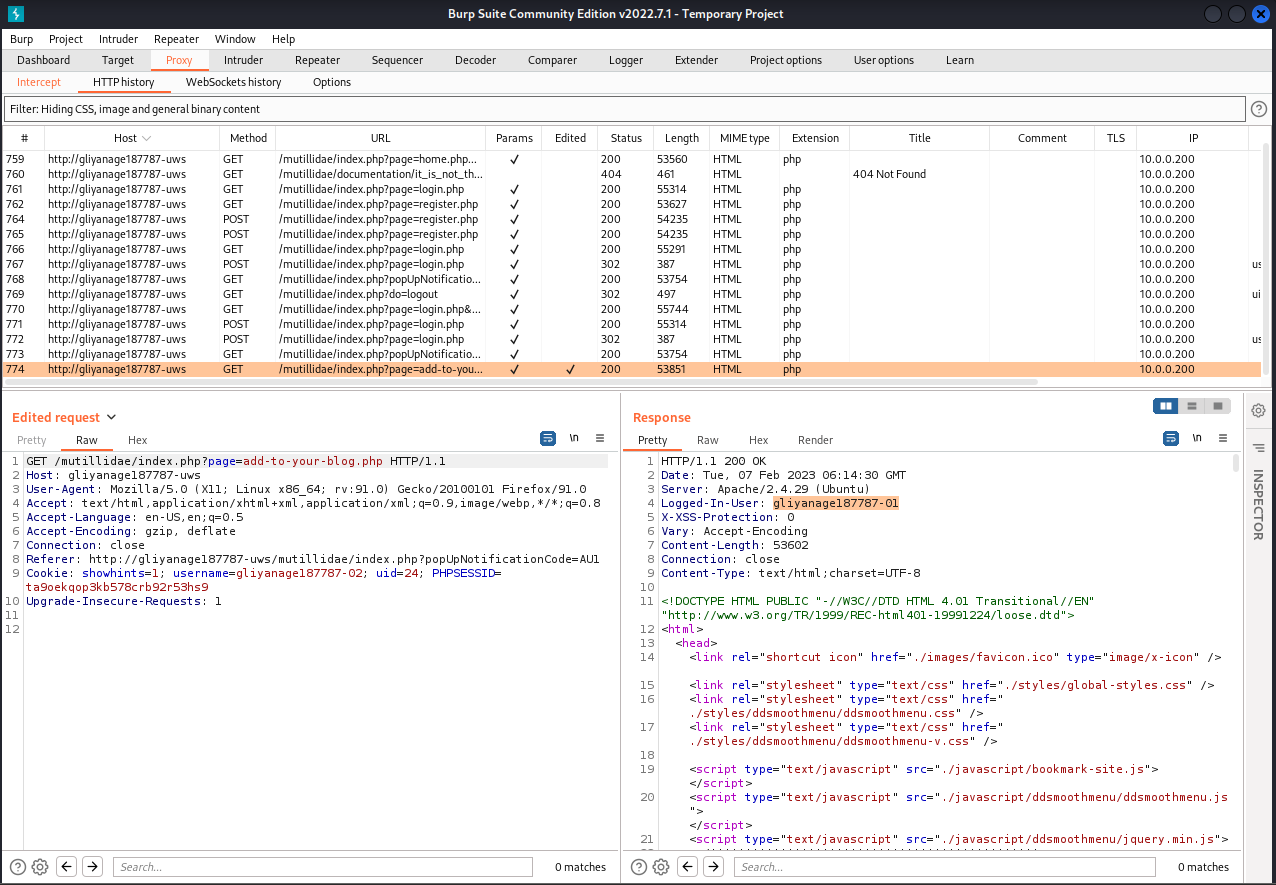 Burp Suite Community Edition v2022.7.1 - Temporary Project
Burp Project Intruder Repeater Window Help
Dashboard Target Proxy Intruder Repeater Sequencer Decoder Comparer Logger Extender Project options User options Learn
Intercept HTTP history WebSockets history Options
Filter: Hiding CSS, image and general binary content ?
# Host Method URL Params Edited Status Length MIME type Extension Title Comment TLS IP
759 http://gliyanage187787-uws GET /mutillidae/index.php?page=home.php... ✓ 200 53560 HTML php 10.0.0.200
760 http://gliyanage187787-uws GET /mutillidae/documentation/it_is_not_th... 404 461 HTML 404 Not Found 10.0.0.200
761 http://gliyanage187787-uws GET /mutillidae/index.php?page=login.php ✓ 200 55314 HTML php 10.0.0.200
762 http://gliyanage187787-uws GET /mutillidae/index.php?page=register.php ✓ 200 53627 HTML php 10.0.0.200
764 http://gliyanage187787-uws POST /mutillidae/index.php?page=register.php ✓ 200 54235 HTML php 10.0.0.200
765 http://gliyanage187787-uws POST /mutillidae/index.php?page=register.php ✓ 200 54235 HTML php 10.0.0.200
766 http://gliyanage187787-uws GET /mutillidae/index.php?page=login.php ✓ 200 55291 HTML php 10.0.0.200
767 http://gliyanage187787-uws POST /mutillidae/index.php?page=login.php ✓ 302 387 HTML php 10.0.0.200 us
768 http://gliyanage187787-uws GET /mutillidae/index.php?popUpNotificatio... ✓ 200 53754 HTML php 10.0.0.200
769 http://gliyanage187787-uws GET /mutillidae/index.php?do=logout ✓ 302 497 HTML php 10.0.0.200 ui
770 http://gliyanage187787-uws GET /mutillidae/index.php?page=login.php&... ✓ 200 55744 HTML php 10.0.0.200
771 http://gliyanage187787-uws POST /mutillidae/index.php?page=login.php ✓ 200 55314 HTML php 10.0.0.200
772 http://gliyanage187787-uws POST /mutillidae/index.php?page=login.php ✓ 302 387 HTML php 10.0.0.200 us
773 http://gliyanage187787-uws GET /mutillidae/index.php?popUpNotificatio... ✓ 200 53754 HTML php 10.0.0.200
774 http://gliyanage187787-uws GET /mutillidae/index.php?page=add-to-you... ✓ ✓ 200 53851 HTML php 10.0.0.200
Edited request
Pretty Raw Hex \n
1 GET /mutillidae/index.php?page=add-to-your-blog.php HTTP/1.1
2 Host: gliyanage187787-uws
3 User-Agent: Mozilla/5.0 (X11; Linux x86_64; rv:91.0) Gecko/20100101 Firefox/91.0
4 Accept: text/html,application/xhtml+xml,application/xml;q=0.9,image/webp,*/*;q=0.8
5 Accept-Language: en-US,en;q=0.5
6 Accept-Encoding: gzip, deflate
7 Connection: close
8 Referer: http://gliyanage187787-uws/mutillidae/index.php?popUpNotificationCode=AU1
9 Cookie: showhints=1; username=gliyanage187787-02; uid=24; PHPSESSID=
ta9oekqop3kb578crb92r53hs9
10 Upgrade-Insecure-Requests: 1
11
12
? Search... 0 matches
Response
Pretty Raw Hex Render \n
1 HTTP/1.1 200 OK
2 Date: Tue, 07 Feb 2023 06:14:30 GMT
3 Server: Apache/2.4.29 (Ubuntu)
4 Logged-In-User: gliyanage187787-01
5 X-XSS-Protection: 0
6 Vary: Accept-Encoding
7 Content-Length: 53602
8 Connection: close
9 Content-Type: text/html;charset=UTF-8
10
11 <!DOCTYPE HTML PUBLIC "-//W3C//DTD HTML 4.01 Transitional//EN"
"http://www.w3.org/TR/1999/REC-html401-19991224/loose.dtd">
12 <html>
13 <head>
14 <link rel="shortcut icon" href="./images/favicon.ico" type="image/x-icon" />
15 <link rel="stylesheet" type="text/css" href="./styles/global-styles.css" />
16 <link rel="stylesheet" type="text/css" href="
./styles/ddsmoothmenu/ddsmoothmenu.css" />
17 <link rel="stylesheet" type="text/css" href="
./styles/ddsmoothmenu/ddsmoothmenu-v.css" />
18
19 <script type="text/javascript" src="./javascript/bookmark-site.js">
</script>
20 <script type="text/javascript" src="./javascript/ddsmoothmenu/ddsmoothmenu.js
">
</script>
21 <script type="text/javascript" src="./javascript/ddsmoothmenu/jquery.min.js">
? Search... 0 matches
INSPECTOR